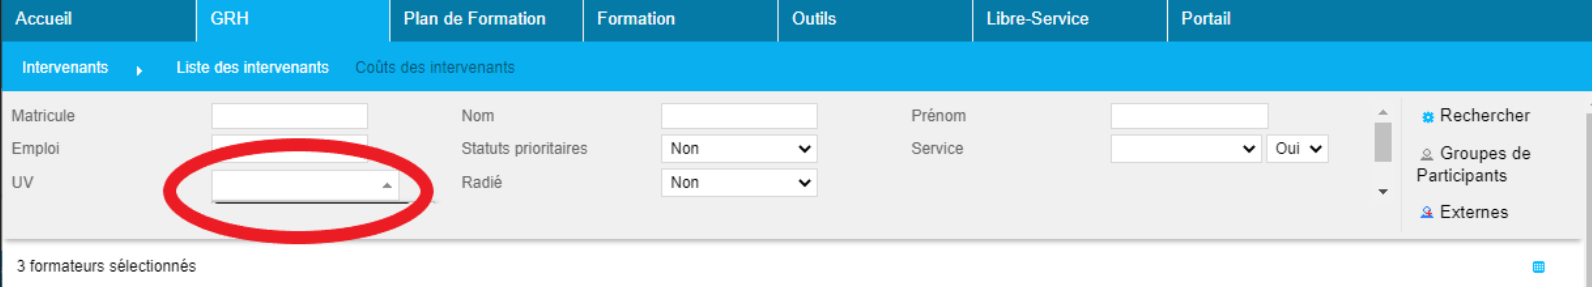 Accueil GRH Plan de Formation Formation Outils Libre-Service Portail
Intervenants Liste des intervenants Coûts des intervenants
Matricule Nom Prénom Rechercher
Emploi Statuts prioritaires Non Service Oui Groupes de
Participants
UV Radié Non
Externes
3 formateurs sélectionnés